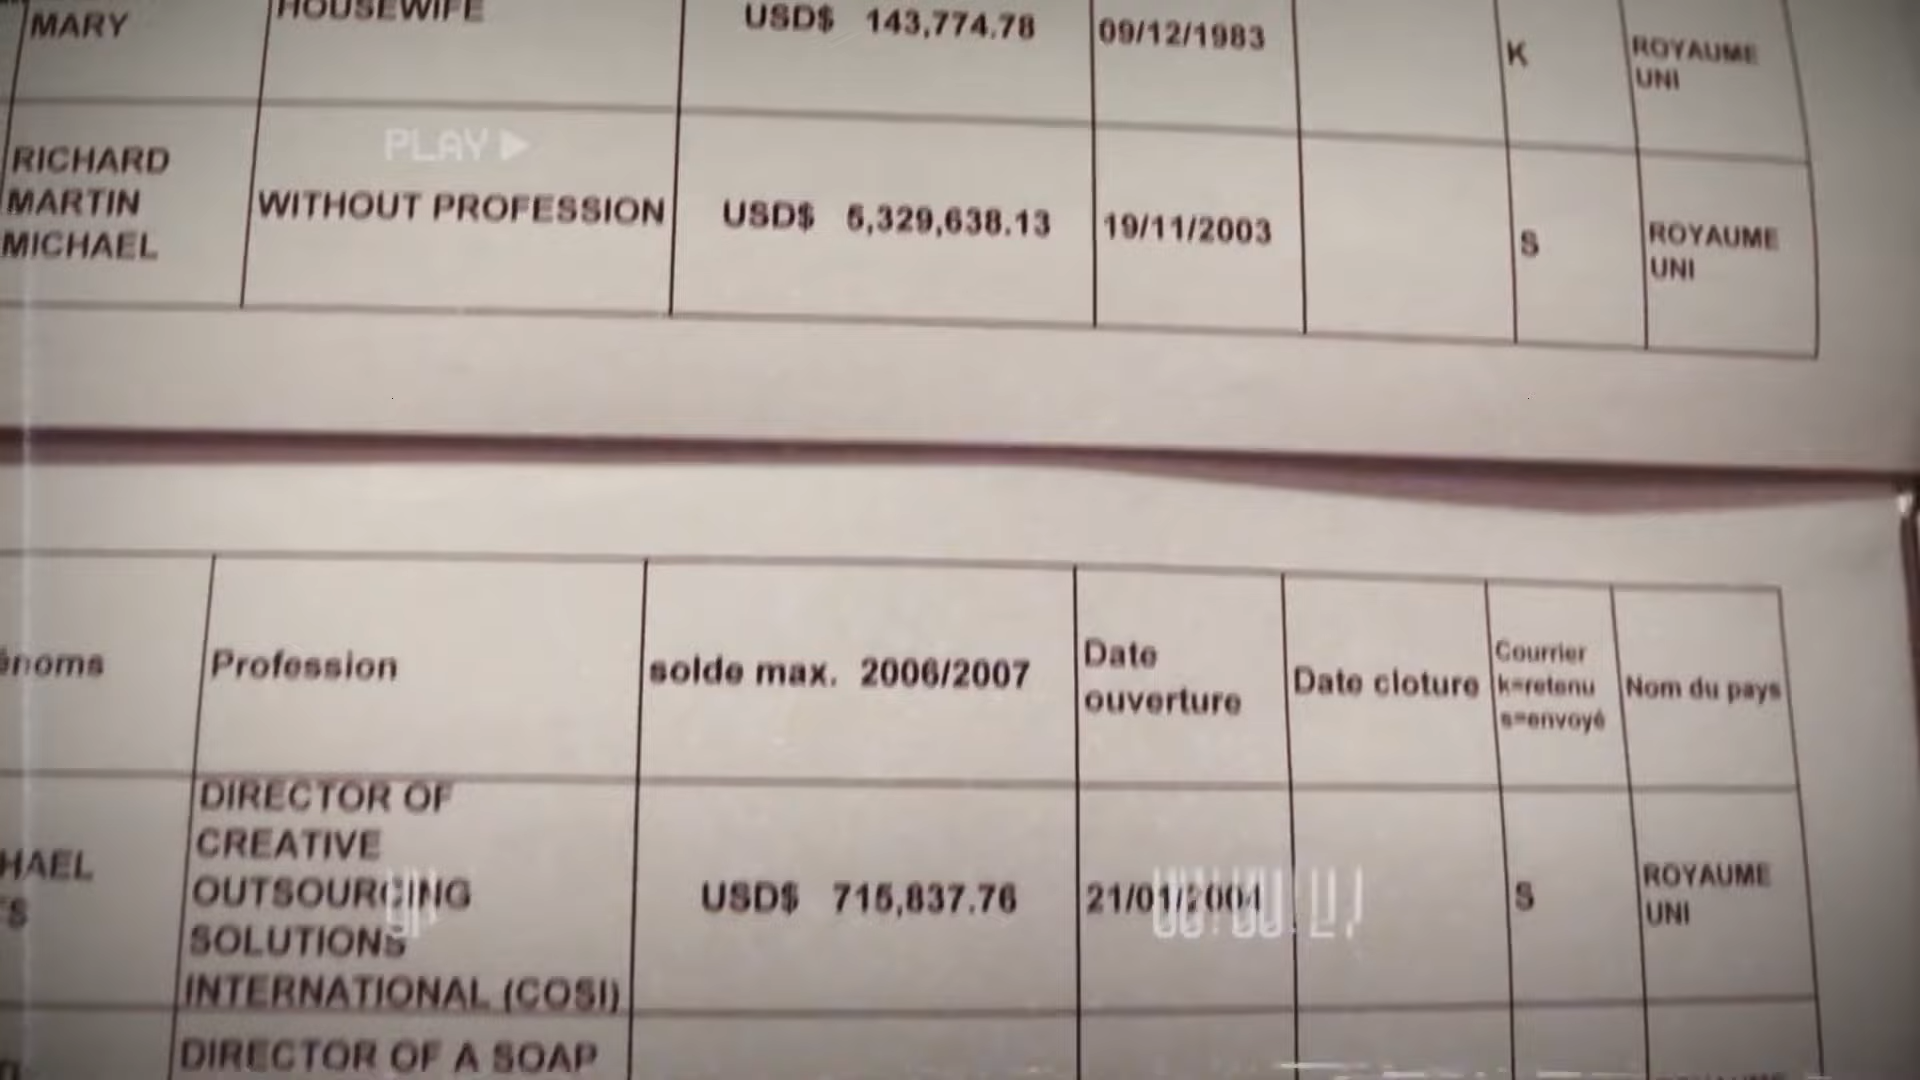 MARY HOUSEWIFE USD$ 143,774.78 09/12/1983 K ROYAUME
UNI
PLAY
RICHARD
MARTIN
MICHAEL
WITHOUT PROFESSION
USD$ 5,329,638.13
19/11/2003
S
ROYAUME
UNI
Profession
solde max. 2006/2007
Date
ouverture
Date cloture
Courrier
k=retenu
s=envoyé
Nom du pays
DIRECTOR OF
CREATIVE
OUTSOURCING
SOLUTIONS
INTERNATIONAL (COSI)
USD$ 715,837.76
21/01/2004
S
ROYAUME
UNI
DIRECTOR OF A SOAP